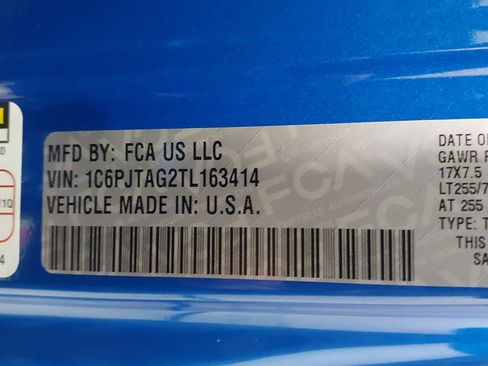 MFD BY: FCA US LLC
VIN: 1C6PJTAG2TL163414
VEHICLE MADE IN: U.S.A.
DATE O
GAWR
17X7.5
LT255/7
AT 255
TYPE: T
THIS
SA